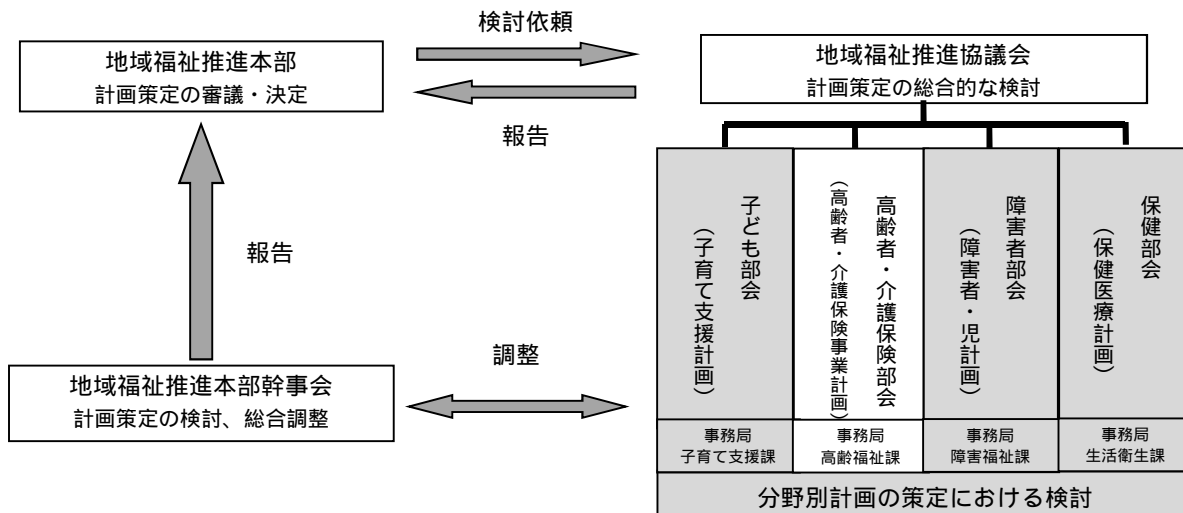 検討依頼
地域福祉推進本部
計画策定の審議・決定
地域福祉推進協議会
計画策定の総合的な検討
報告
報告
子ども部会
（子育て支援計画）
高齢者・介護保険部会
（高齢者・介護保険事業計画）
障害者部会
（障害者・児計画）
保健部会
（保健医療計画）
調整
地域福祉推進本部幹事会
計画策定の検討、総合調整
事務局
子育て支援課
事務局
高齢福祉課
事務局
障害福祉課
事務局
生活衛生課
分野別計画の策定における検討